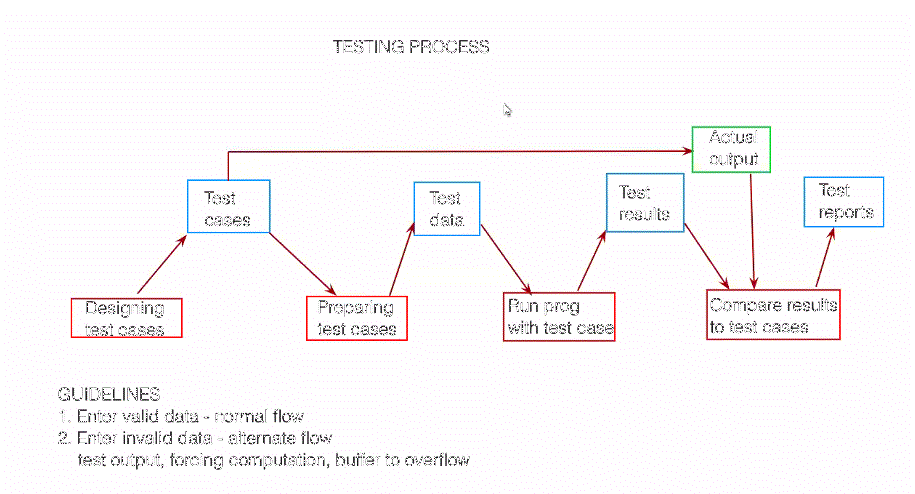 TESTING PROCESS
Actual
output
Test
cases
Test
data
Test
results
Test
reports
Designing
test cases
Preparing
test cases
Run prog
with test case
Compare results
to test cases
GUIDELINES
1. Enter valid data - normal flow
2. Enter invalid data - alternate flow
test output, forcing computation, buffer to overflow